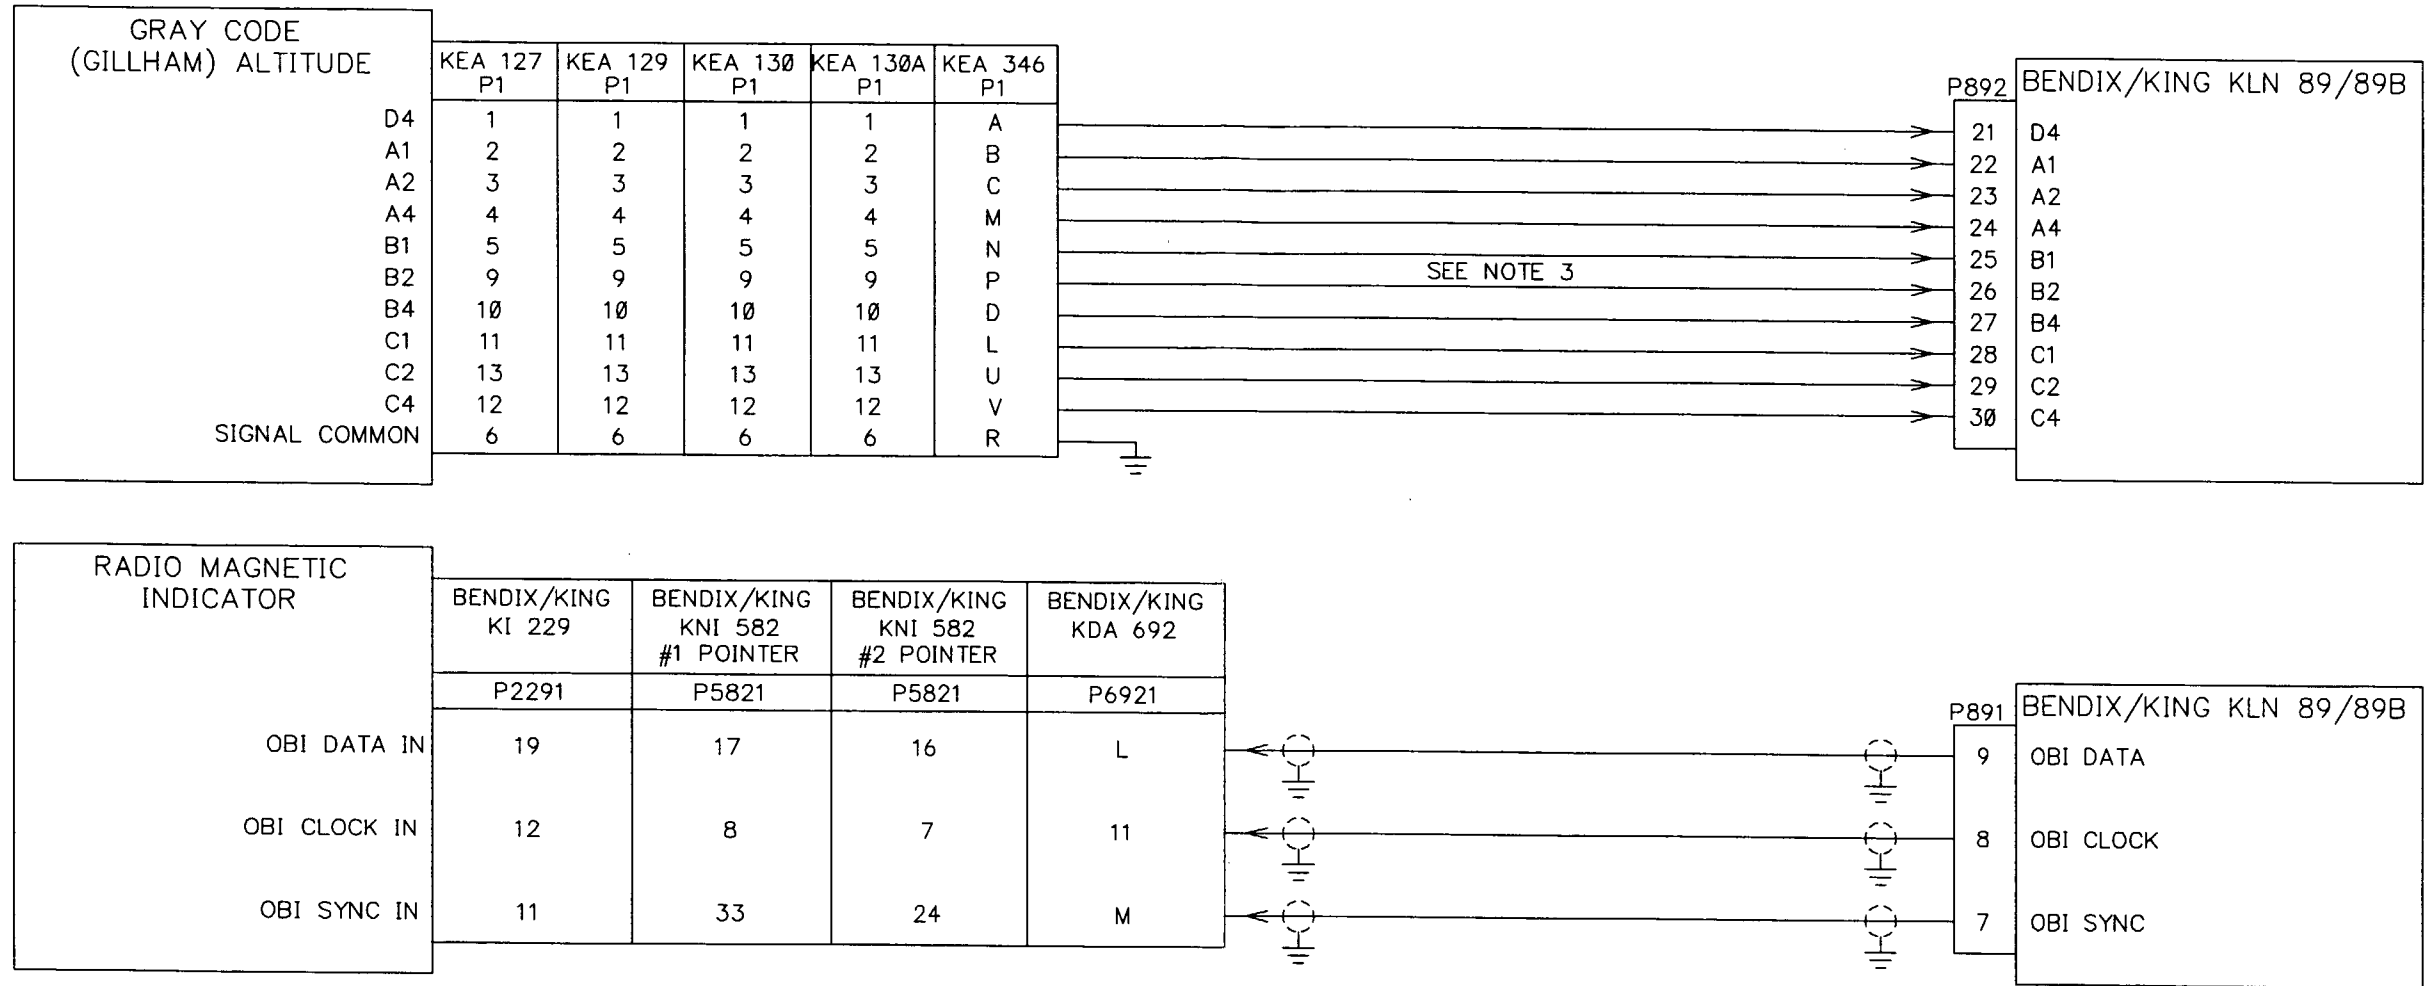 GRAY CODE
(GILLHAM) ALTITUDE
KEA 127 KEA 129 KEA 13Ø KEA 13ØA KEA 346
P1 P1 P1 P1 P1
D4 1 1 1 1 A
A1 2 2 2 2 B
A2 3 3 3 3 C
A4 4 4 4 4 M
B1 5 5 5 5 N
B2 9 9 9 9 P
B4 1Ø 1Ø 1Ø 1Ø D
C1 11 11 11 11 L
C2 13 13 13 13 U
C4 12 12 12 12 V
SIGNAL COMMON 6 6 6 6 R
SEE NOTE 3
P892 BENDIX/KING KLN 89/89B
21 D4
22 A1
23 A2
24 A4
25 B1
26 B2
27 B4
28 C1
29 C2
3Ø C4
RADIO MAGNETIC
INDICATOR
BENDIX/KING BENDIX/KING BENDIX/KING BENDIX/KING
KI 229 KNI 582 KNI 582 KDA 692
#1 POINTER #2 POINTER
P2291 P5821 P5821 P6921
OBI DATA IN 19 17 16 L
OBI CLOCK IN 12 8 7 11
OBI SYNC IN 11 33 24 M
P891 BENDIX/KING KLN 89/89B
9 OBI DATA
8 OBI CLOCK
7 OBI SYNC